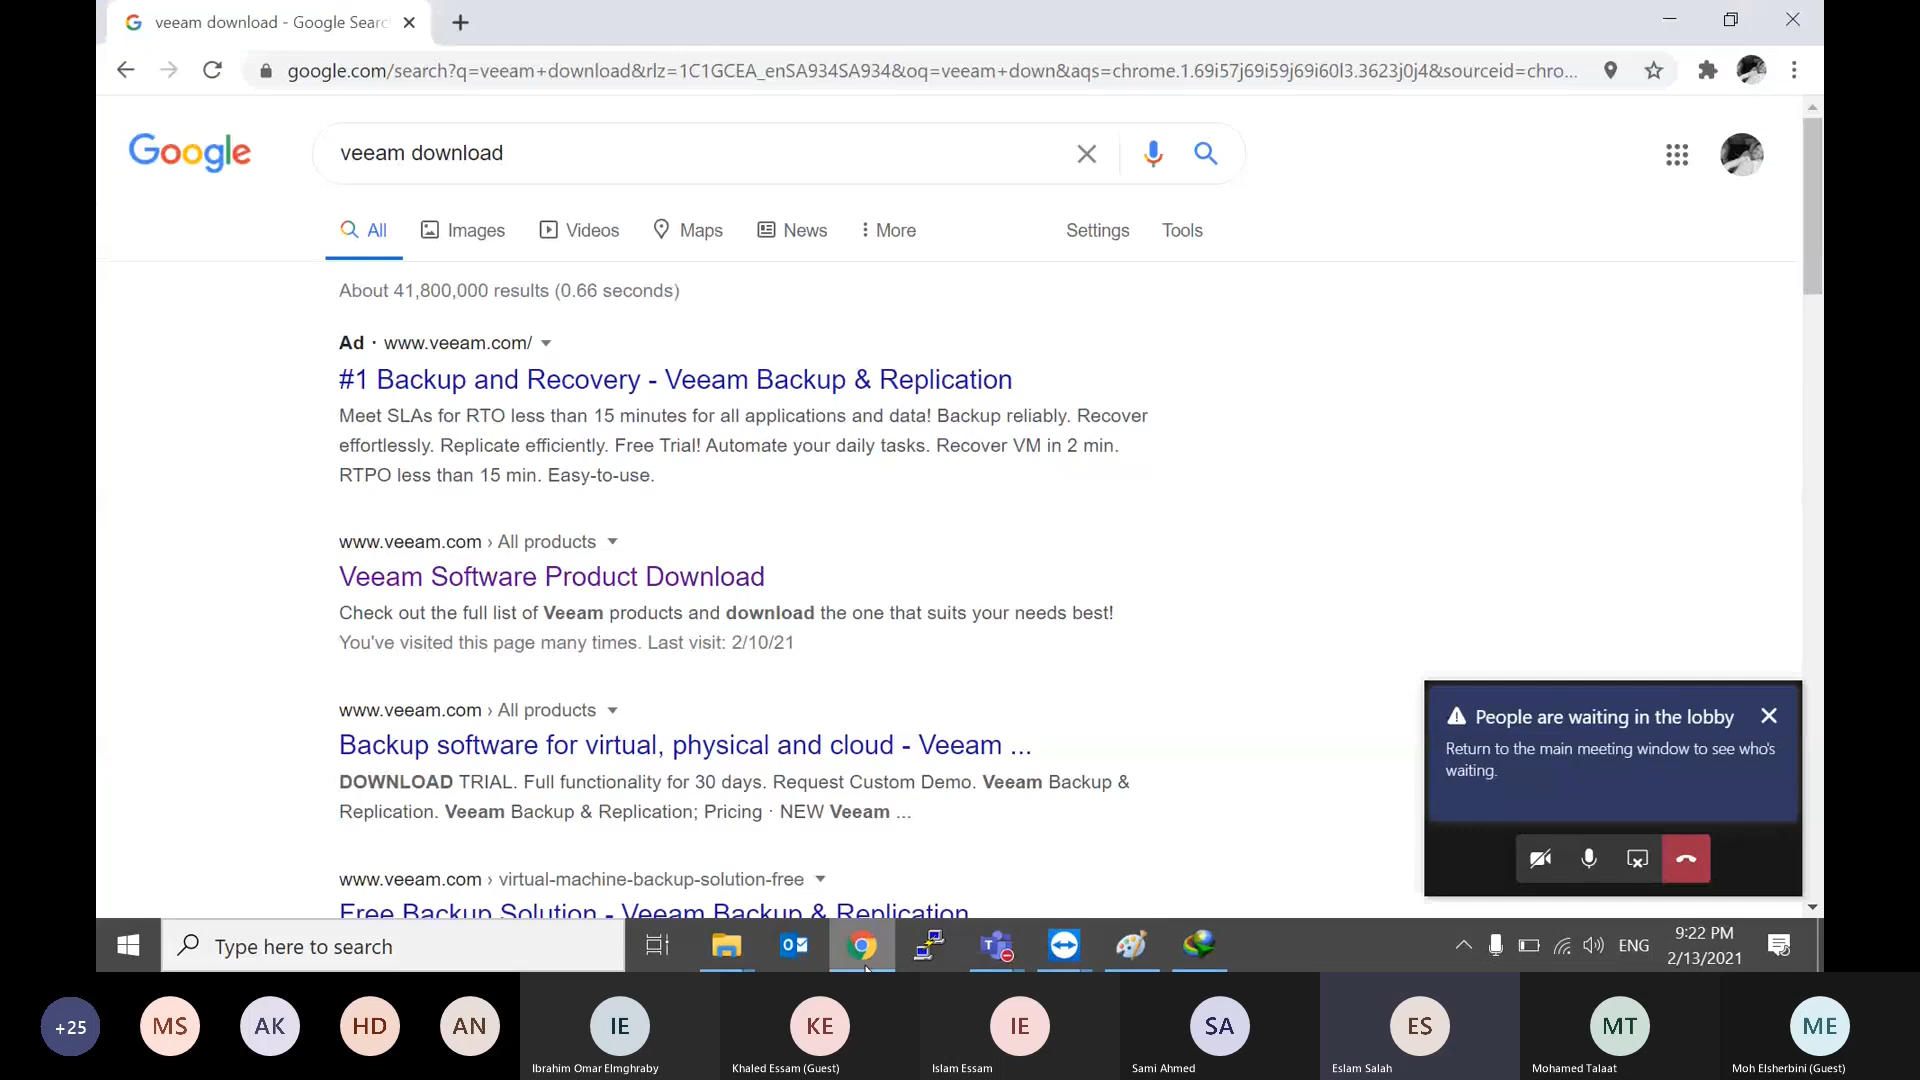 veeam download - Google Searc
google.com/search?q=veeam+download&rlz=1C1GCEA_enSA934SA934&oq=veeam+down&aqs=chrome.1.69i57j69i59j69i60l3.3623j0j4&sourceid=chro...
Google
veeam download
All Images Videos Maps News More Settings Tools
About 41,800,000 results (0.66 seconds)
Ad · www.veeam.com/
#1 Backup and Recovery - Veeam Backup & Replication
Meet SLAs for RTO less than 15 minutes for all applications and data! Backup reliably. Recover
effortlessly. Replicate efficiently. Free Trial! Automate your daily tasks. Recover VM in 2 min.
RTPO less than 15 min. Easy-to-use.
www.veeam.com › All products
Veeam Software Product Download
Check out the full list of Veeam products and download the one that suits your needs best!
You've visited this page many times. Last visit: 2/10/21
www.veeam.com › All products
Backup software for virtual, physical and cloud - Veeam ...
DOWNLOAD TRIAL. Full functionality for 30 days. Request Custom Demo. Veeam Backup &
Replication. Veeam Backup & Replication; Pricing · NEW Veeam ...
www.veeam.com › virtual-machine-backup-solution-free
Free Backup Solution - Veeam Backup & Replication
People are waiting in the lobby
Return to the main meeting window to see who's
waiting.
Type here to search
ENG
9:22 PM
2/13/2021
+25 MS AK HD AN IE KE IE SA ES MT ME
Ibrahim Omar Elmghraby Khaled Essam (Guest) Islam Essam Sami Ahmed Eslam Salah Mohamed Talaat Moh Elsherbini (Guest)